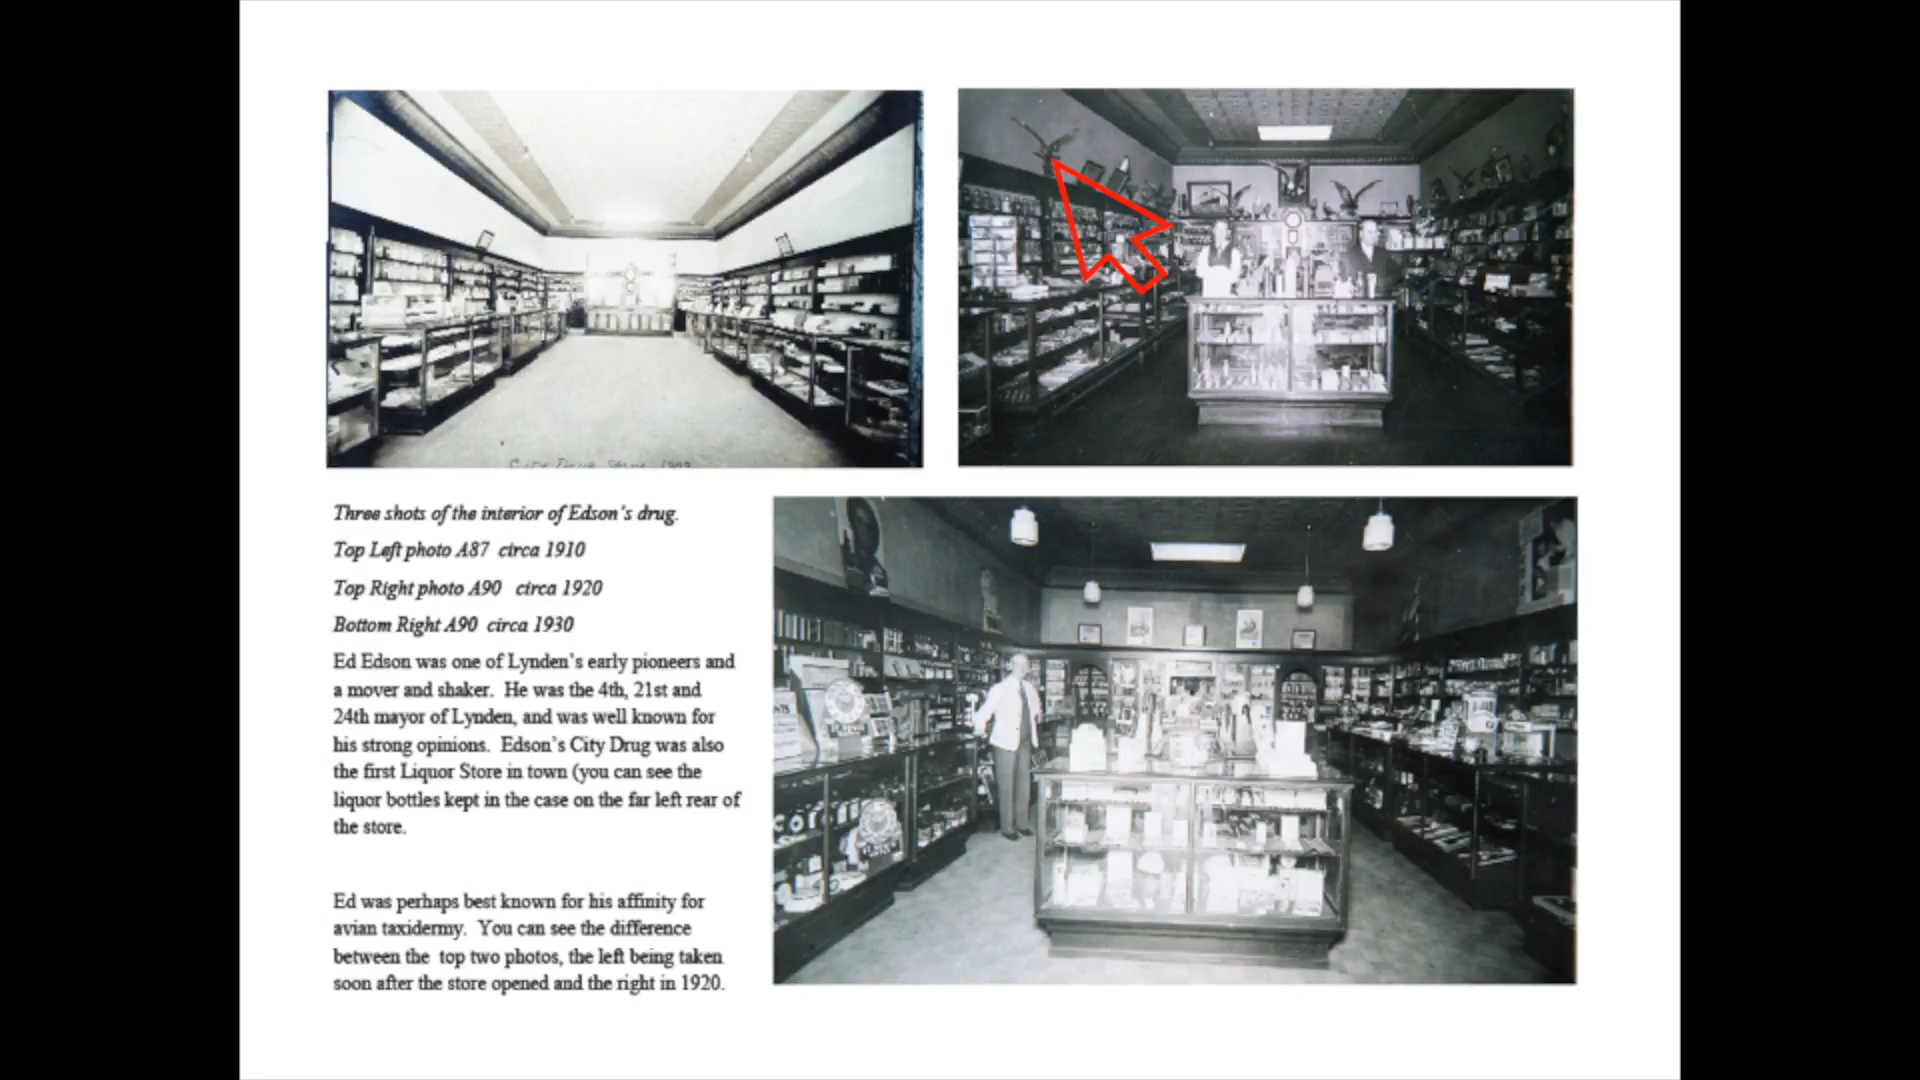 City Drug Store
Three shots of the interior of Edson's drug.
Top Left photo A87 circa 1910
Top Right photo A90 circa 1920
Bottom Right A90 circa 1930
Ed Edson was one of Lynden's early pioneers and
a mover and shaker. He was the 4th, 21st and
24th mayor of Lynden, and was well known for
his strong opinions. Edson's City Drug was also
the first Liquor Store in town (you can see the
liquor bottles kept in the case on the far left rear of
the store.
Ed was perhaps best known for his affinity for
avian taxidermy. You can see the difference
between the top two photos, the left being taken
soon after the store opened and the right in 1920.